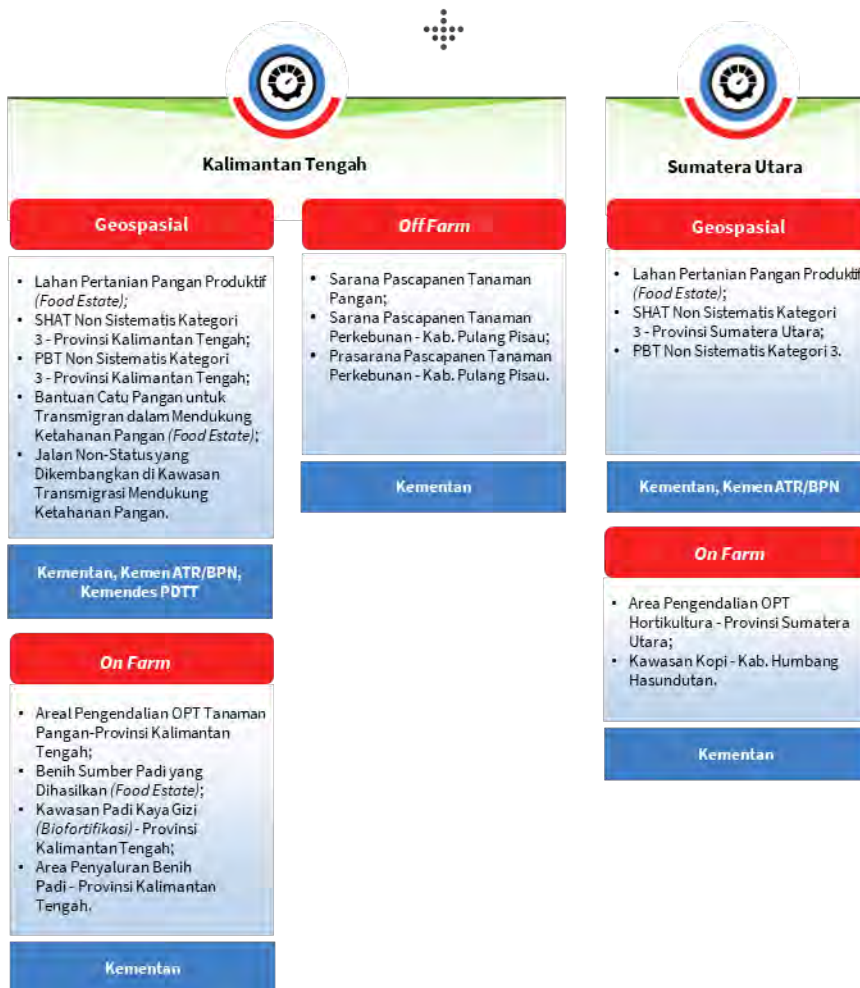 Kalimantan Tengah
Geospasial
• Lahan Pertanian Pangan Produktif
(Food Estate);
• SHAT Non Sistematis Kategori
3 - Provinsi Kalimantan Tengah;
• PBT Non Sistematis Kategori
3 - Provinsi Kalimantan Tengah;
• Bantuan Catu Pangan untuk
Transmigran dalam Mendukung
Ketahanan Pangan (Food Estate);
• Jalan Non-Status yang
Dikembangkan di Kawasan
Transmigrasi Mendukung
Ketahanan Pangan.
Kementan, Kemen ATR/BPN,
Kemendes PDTT
On Farm
• Areal Pengendalian OPT Tanaman
Pangan-Provinsi Kalimantan
Tengah;
• Benih Sumber Padi yang
Dihasilkan (Food Estate);
• Kawasan Padi Kaya Gizi
(Biofortifikasi) - Provinsi
Kalimantan Tengah;
• Area Penyaluran Benih
Padi - Provinsi Kalimantan
Tengah.
Kementan
Off Farm
• Sarana Pascapanen Tanaman
Pangan;
• Sarana Pascapanen Tanaman
Perkebunan - Kab. Pulang Pisau;
• Prasarana Pascapanen Tanaman
Perkebunan - Kab. Pulang Pisau.
Kementan
Sumatera Utara
Geospasial
• Lahan Pertanian Pangan Produktif
(Food Estate);
• SHAT Non Sistematis Kategori
3 - Provinsi Sumatera Utara;
• PBT Non Sistematis Kategori 3.
Kementan, Kemen ATR/BPN
On Farm
• Area Pengendalian OPT
Hortikultura - Provinsi Sumatera
Utara;
• Kawasan Kopi - Kab. Humbang
Hasundutan.
Kementan